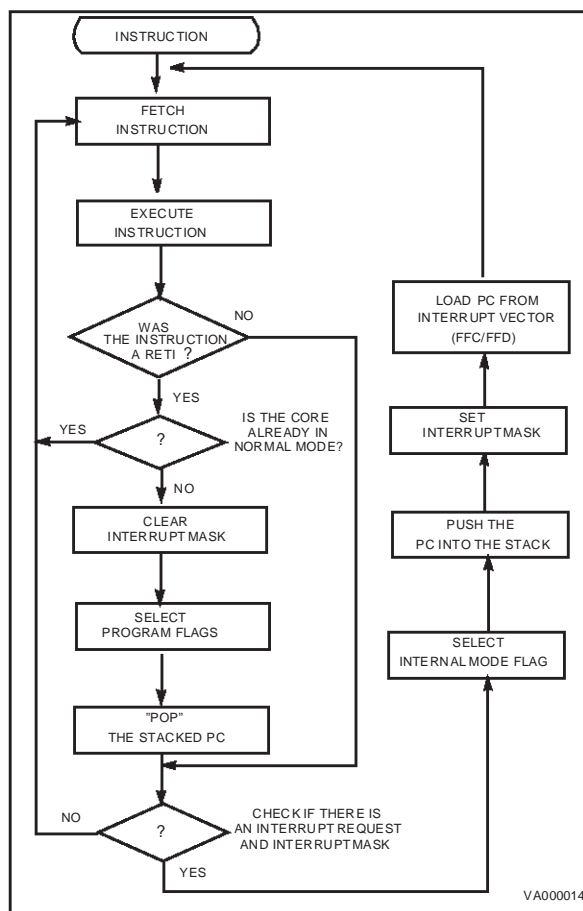 INSTRUCTION
FETCH
INSTRUCTION
EXECUTE
INSTRUCTION
NO
WAS
THE INSTRUCTION
A RETI ?
YES
YES
?
IS THE CORE
ALREADY IN
NORMAL MODE?
NO
CLEAR
INTERRUPT MASK
SELECT
PROGRAM FLAGS
"POP"
THE STACKED PC
NO
?
CHECK IF THERE IS
AN INTERRUPT REQUEST
AND INTERRUPT MASK
YES
LOAD PC FROM
INTERRUPT VECTOR
(FFC/FFD)
SET
INTERRUPT MASK
PUSH THE
PC INTO THE STACK
SELECT
INTERNAL MODE FLAG
VA000014